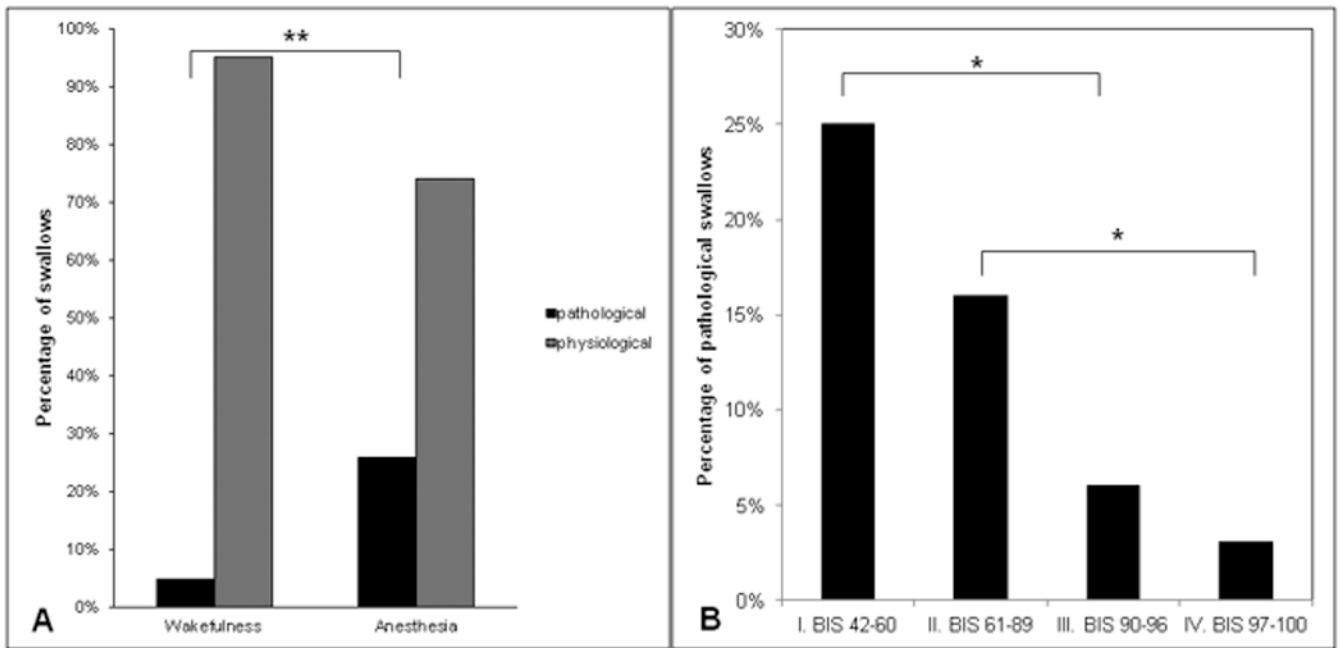 100%
90%
80%
70%
60%
50%
40%
30%
20%
10%
0%
Percentage of swallows
**
pathological
physiological
Wakefulness
Anesthesia
A
30%
25%
20%
15%
10%
5%
0%
Percentage of pathological swallows
*
*
I. BIS 42-60
II. BIS 61-89
III. BIS 90-96
IV. BIS 97-100
B